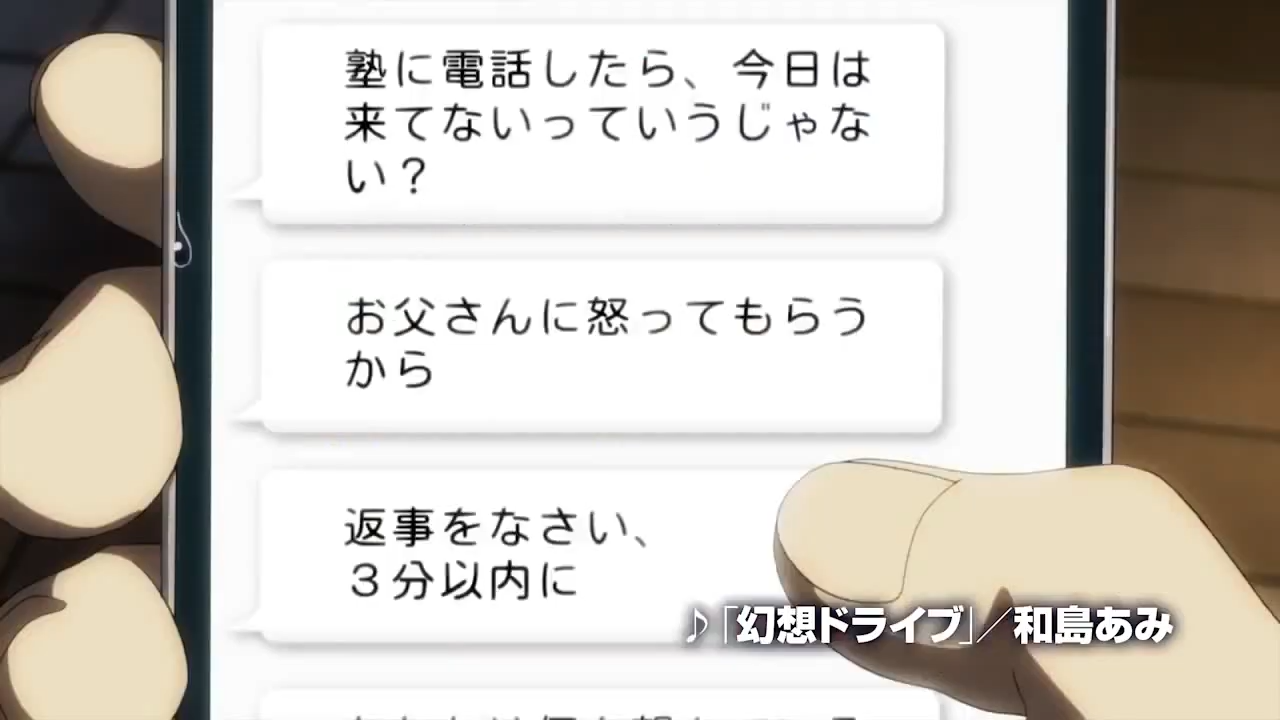 塾に電話したら、今日は
来てないっていうじゃな
い？
お父さんに怒ってもらう
から
返事をなさい、
３分以内に
♪「幻想ドライブ」／和島あみ